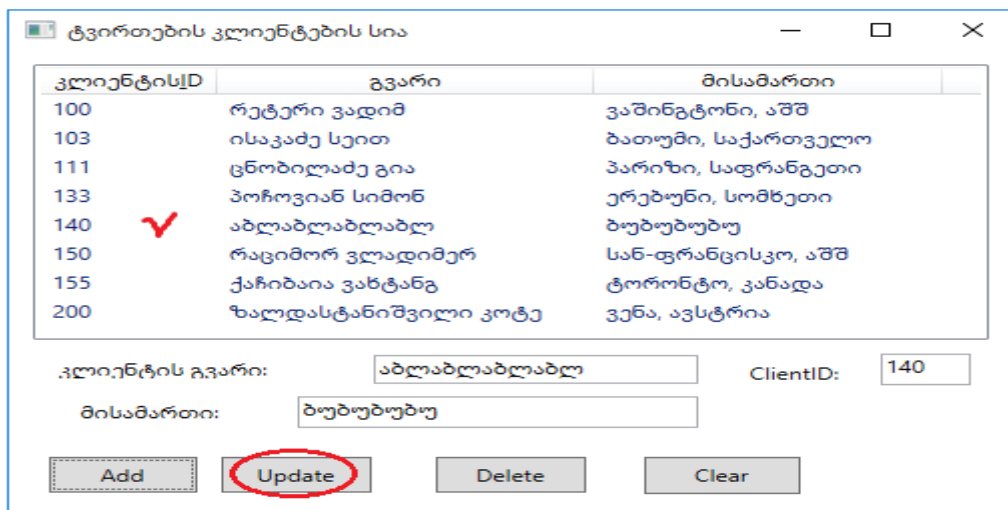 ტვირთების კლიენტების სია
კლიენტისID გვარი მისამართი
100 რეტერი ვადიმ ვაშინგტონი, აშშ
103 ისაკაძე სეით ბათუმი, საქართველო
111 ცნობილაძე გია პარიზი, საფრანგეთი
133 პოჩოვიან სიმონ ერებუნი, სომხეთი
140 აბლაბლაბლაბლ ბუბუბუბუ
150 რაციმორ ვლადიმერ სან-ფრანცისკო, აშშ
155 ქაჩიბაია ვახტანგ ტორონტო, კანადა
200 ზალდასტანიშვილი კოტე ვენა, ავსტრია
კლიენტის გვარი: აბლაბლაბლაბლ ClientID: 140
მისამართი: ბუბუბუბუ
Add Update Delete Clear